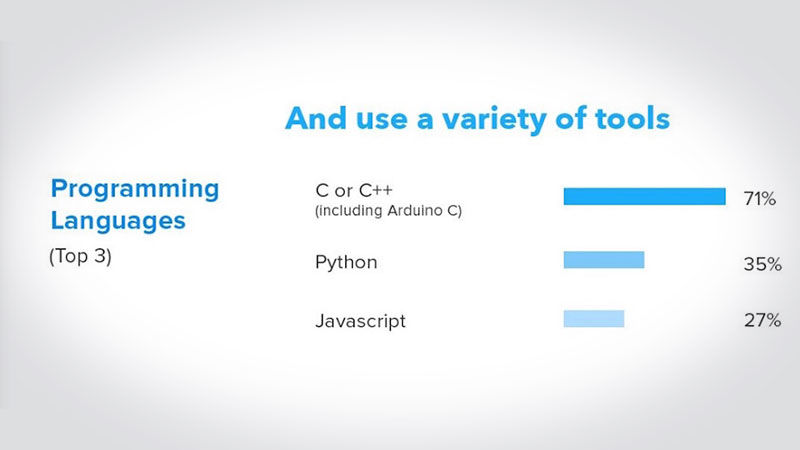 And use a variety of tools
Programming
Languages
(Top 3)
C or C++
(including Arduino C)
71%
Python
35%
Javascript
27%